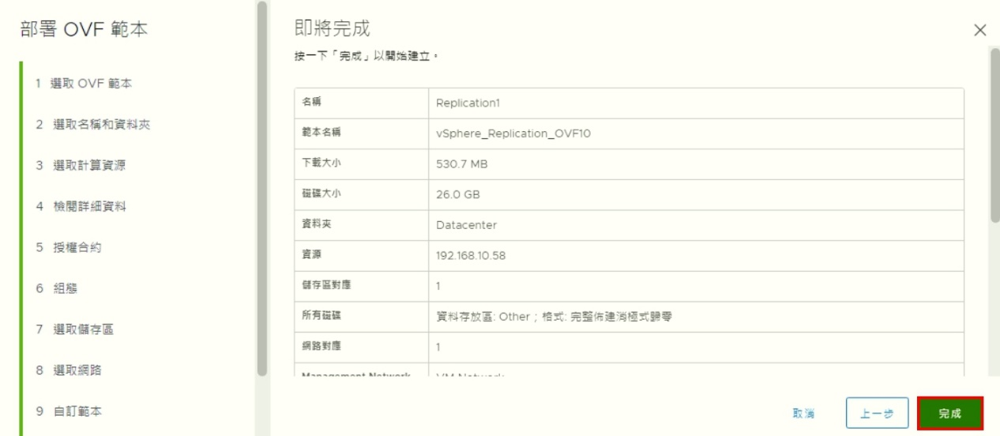 部署 OVF 範本
1 選取 OVF 範本
2 選取名稱和資料夾
3 選取計算資源
4 檢閱詳細資料
5 授權合約
6 組態
7 選取儲存區
8 選取網路
9 自訂範本
即將完成
按一下「完成」以開始建立。
名稱 Replication1
範本名稱 vSphere_Replication_OVF10
下載大小 530.7 MB
磁碟大小 26.0 GB
資料夾 Datacenter
資源 192.168.10.58
儲存區對應 1
所有磁碟 資料存放區: Other；格式: 完整佈建消極式歸零
網路對應 1
Management Network VM Network
取消 上一步 完成